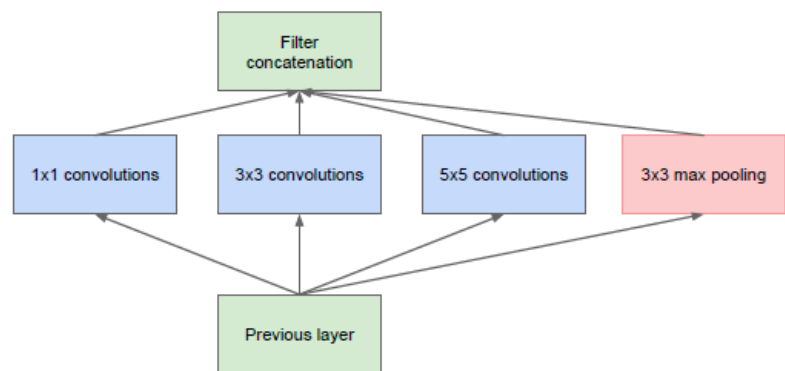 Filter
concatenation
1x1 convolutions
3x3 convolutions
5x5 convolutions
3x3 max pooling
Previous layer